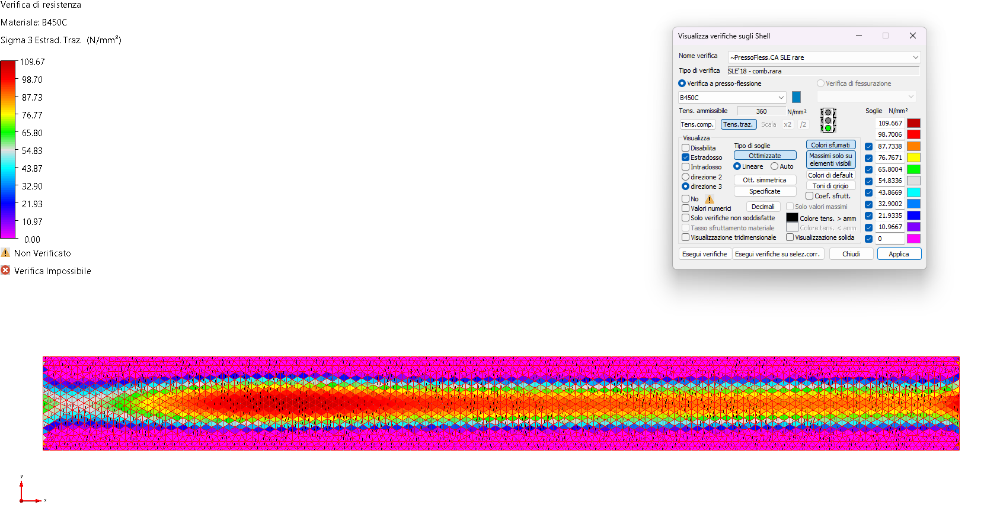 Verifica di resistenza
Materiale: B450C
Sigma 3 Estrad. Traz. (N/mm²)
109.67
98.70
87.73
76.77
65.80
54.83
43.87
32.90
21.93
10.97
0.00
Non Verificato
Verifica Impossibile
Visualizza verifiche sugli Shell
Nome verifica ~PressoFless.CA SLE rare
Tipo di verifica SLE'18 - comb.rara
Verifica a presso-flessione Verifica di fessurazione
B450C
Tens. ammissibile 360 N/mm²
Soglie N/mm²
Tens.comp. Tens.traz. Scala x2 /2
109.667
98.7006
87.7338
76.7671
65.8004
54.8336
43.8669
32.9002
21.9335
10.9667
0
Visualizza
Disabilita
Estradosso
Intradosso
direzione 2
direzione 3
Tipo di soglie
Ottimizzate
Lineare Auto
Ott. simmetrica
Specificate
Colori sfumati
Massimi solo su
elementi visibili
Colori di default
Toni di grigio
Coef. sfrutt.
No
Valori numerici Decimali Solo valori massimi
Solo verifiche non soddisfatte Colore tens. > amm
Tasso sfruttamento materiale Colore tens. < amm
Visualizzazione tridimensionale Visualizzazione solida
Esegui verifiche Esegui verifiche su selez.corr. Chiudi Applica
y
x